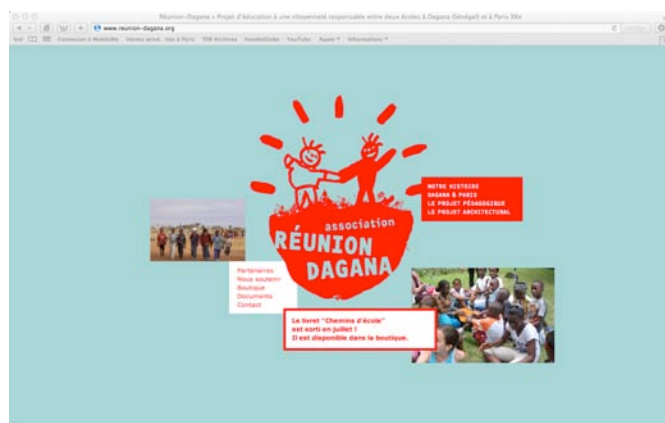 Réunion-Dagana » Projet d'éducation à une citoyenneté responsable entre deux écoles à Dagana (Sénégal) et à Paris XXè
www.reunion-dagana.org
YouTube
NOTRE HISTOIRE
DAGANA & PARIS
LE PROJET PÉDAGOGIQUE
LE PROJET ARCHITECTURAL
association
RÉUNION
DAGANA
Partenaires
Nous soutenir
Boutique
Documents
Contact
Le livret "Chemins d'école"
est sorti en juillet !
Il est disponible dans la boutique.